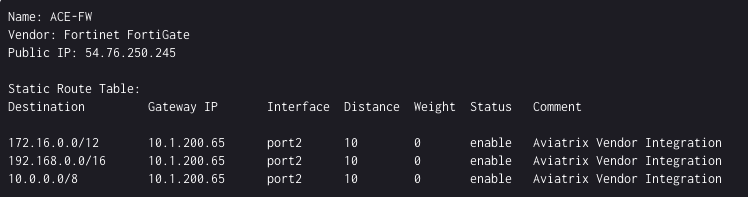 Name: ACE-FW
Vendor: Fortinet FortiGate
Public IP: 54.76.250.245
Static Route Table:
Destination Gateway IP Interface Distance Weight Status Comment
172.16.0.0/12 10.1.200.65 port2 10 0 enable Aviatrix Vendor Integration
192.168.0.0/16 10.1.200.65 port2 10 0 enable Aviatrix Vendor Integration
10.0.0.0/8 10.1.200.65 port2 10 0 enable Aviatrix Vendor Integration